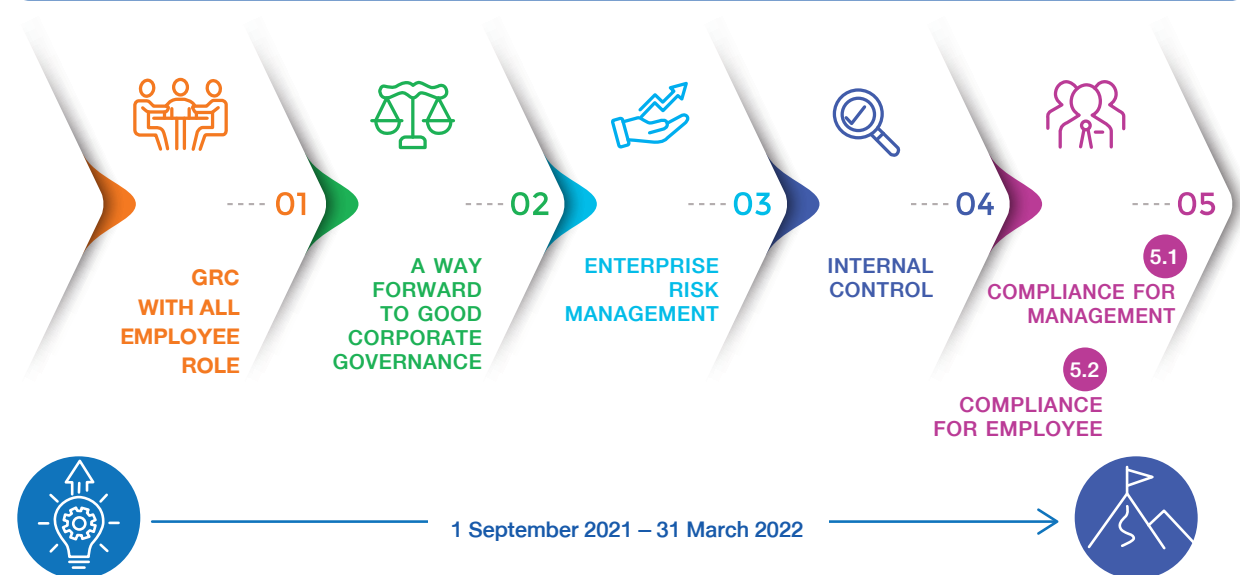 01
GRC
WITH ALL
EMPLOYEE
ROLE
02
A WAY
FORWARD
TO GOOD
CORPORATE
GOVERNANCE
03
ENTERPRISE
RISK
MANAGEMENT
04
INTERNAL
CONTROL
05
5.1
COMPLIANCE FOR
MANAGEMENT
5.2
COMPLIANCE
FOR EMPLOYEE
1 September 2021 – 31 March 2022